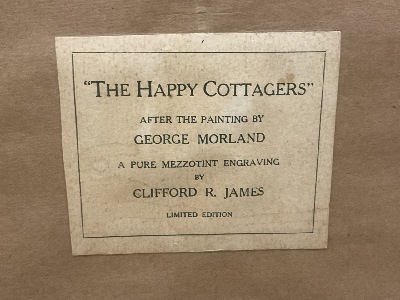 "THE HAPPY COTTAGERS"
AFTER THE PAINTING BY
GEORGE MORLAND
A PURE MEZZOTINT ENGRAVING
BY
CLIFFORD R. JAMES
LIMITED EDITION